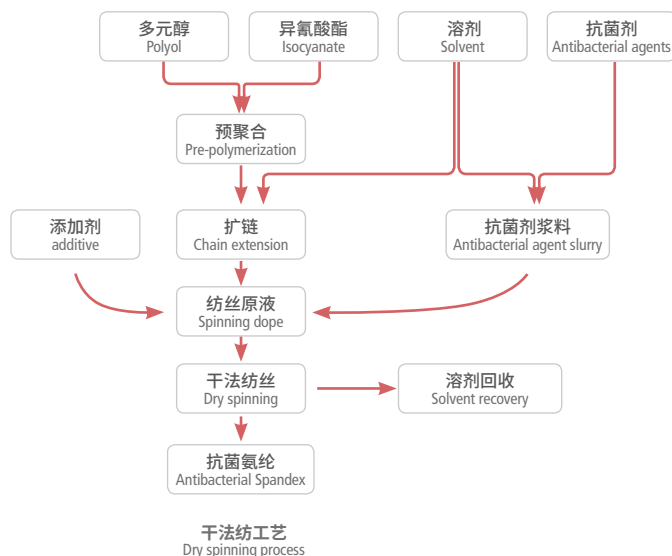 多元醇
Polyol
异氰酸酯
Isocyanate
溶剂
Solvent
抗菌剂
Antibacterial agents
预聚合
Pre-polymerization
添加剂
additive
扩链
Chain extension
抗菌剂浆料
Antibacterial agent slurry
纺丝原液
Spinning dope
干法纺丝
Dry spinning
溶剂回收
Solvent recovery
抗菌氨纶
Antibacterial Spandex
干法纺工艺
Dry spinning process